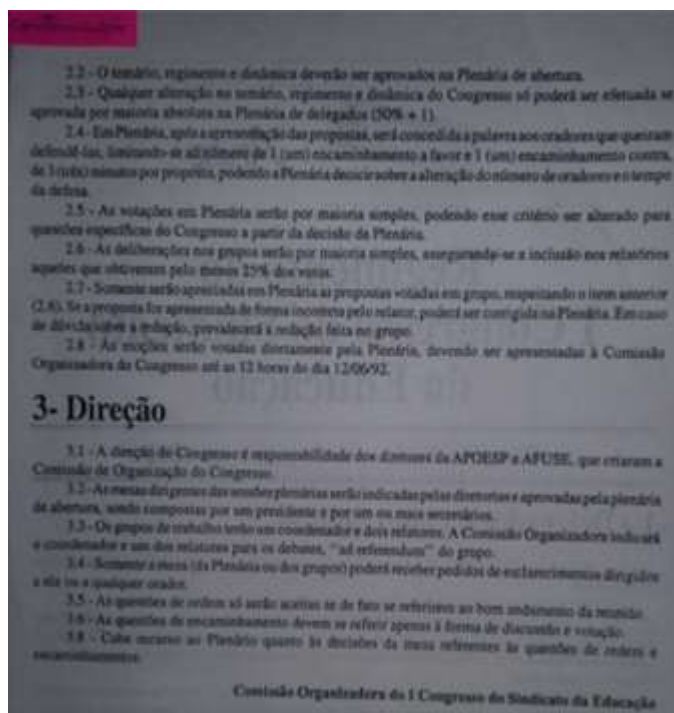 2.2 - O temário, regimento e dinâmica deverão ser aprovados na Plenária de abertura.
2.3 - Qualquer alteração no temário, regimento e dinâmica do Congresso só poderá ser efetuada se
aprovada por maioria absoluta na Plenária de delegados (50% + 1).
2.4 - Em Plenária, após a apresentação das propostas, será concedida a palavra aos oradores que queiram
defendê-las, limitando-se ao número de 1 (um) encaminhamento a favor e 1 (um) encaminhamento contra,
de 3 (três) minutos por proposta, podendo a Plenária decidir sobre a alteração do número de oradores e o tempo
da defesa.
2.5 - As votações em Plenária serão por maioria simples, podendo esse critério ser alterado para
questões específicas do Congresso a partir da decisão da Plenária.
2.6 - As deliberações nos grupos serão por maioria simples, assegurando-se a inclusão nos relatórios
aqueles que obtiveram pelo menos 25% dos votos.
2.7 - Somente serão apreciadas em Plenária as propostas votadas em grupo, respeitando o item anterior
(2.6). Se a proposta for apresentada de forma incorreta pelo relator, poderá ser corrigida na Plenária. Em caso
de dúvida sobre a redação, prevalecerá a redação feita no grupo.
2.8 - As moções serão votadas diretamente pela Plenária, devendo ser apresentadas à Comissão
Organizadora do Congresso até as 12 horas do dia 12/06/92.
3- Direção
3.1 - A direção do Congresso é responsabilidade dos diretores da APOESP e AFUSE, que criaram a
Comissão de Organização do Congresso.
3.2 - As mesas dirigentes das sessões plenárias serão indicadas pelas diretorias e aprovadas pela plenária
de abertura, sendo compostas por um presidente e por um ou mais secretários.
3.3 - Os grupos de trabalho terão um coordenador e dois relatores. A Comissão Organizadora indicará
o coordenador e um dos relatores para os debates, "ad referendum" do grupo.
3.4 - Somente a mesa (da Plenária ou dos grupos) poderá receber pedidos de esclarecimentos dirigidos
a ela ou a qualquer orador.
3.5 - As questões de ordem só serão aceitas se de fato se referirem ao bom andamento da reunião.
3.6 - As questões de encaminhamento devem se referir apenas à forma de discussão e votação.
3.8 - Cabe recurso ao Plenário quanto às decisões da mesa referentes às questões de ordem e
encaminhamentos.
Comissão Organizadora do I Congresso do Sindicato da Educação